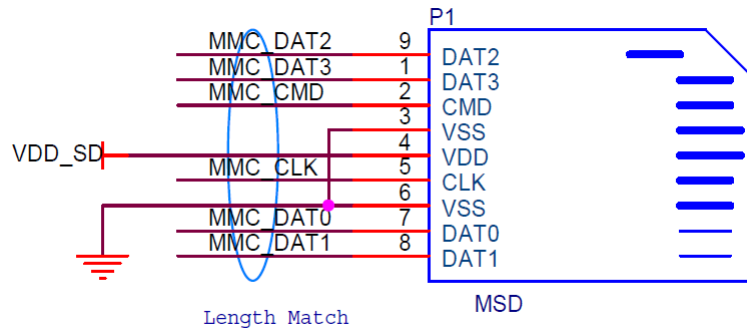 P1
MMC_DAT2 9 DAT2
MMC_DAT3 1 DAT3
MMC_CMD 2 CMD
3 VSS
VDD_SD 4 VDD
MMC_CLK 5 CLK
6 VSS
MMC_DAT0 7 DAT0
MMC_DAT1 8 DAT1
MSD
Length Match